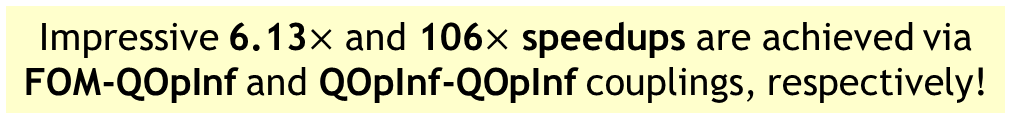 Impressive 6.13× and 106× speedups are achieved via
FOM-QOpInf and QOpInf-QOpInf couplings, respectively!